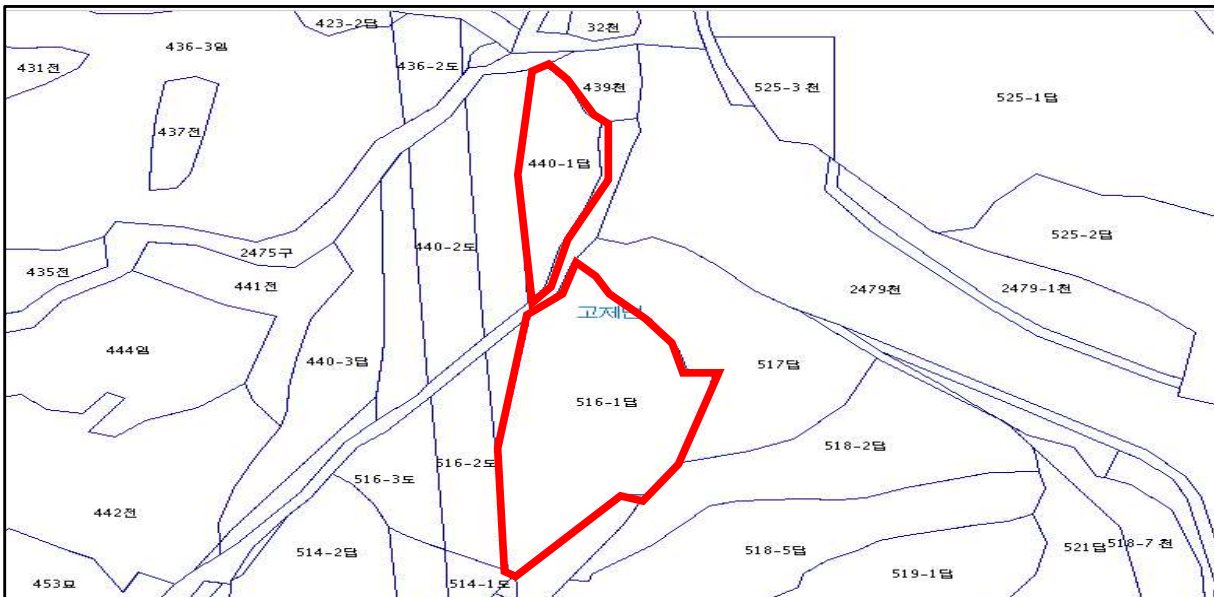 423-2답
32천
436-3임
431전
436-2도
439천
525-3 천
525-1답
437전
440-1답
440-2도
525-2답
2475구
435전
441전
2479천
2479-1천
고제면
444임
440-3답
517답
516-1답
518-2답
516-2도
516-3도
442전
514-2답
518-5답
521답
518-7 천
519-1답
453묘
514-1도